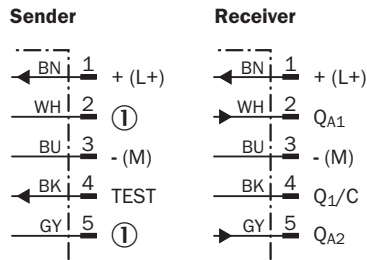 Sender Receiver
BN 1 + (L+) BN 1 + (L+)
WH 2 ① WH 2 QA1
BU 3 - (M) BU 3 - (M)
BK 4 TEST BK 4 Q1/C
GY 5 ① GY 5 QA2